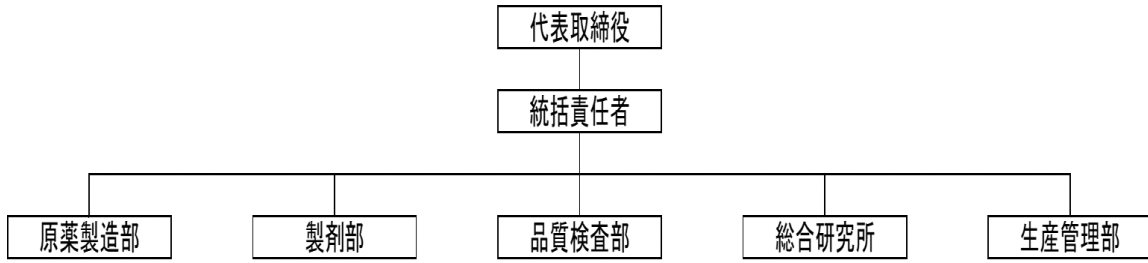 代表取締役
統括責任者
原薬製造部
製剤部
品質検査部
総合研究所
生産管理部